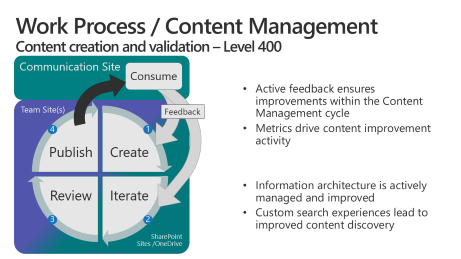 Work Process / Content Management
Content creation and validation – Level 400
Communication Site
Consume
Team Site(s)
Feedback
4
1
Publish
Create
Review
Iterate
3
2
SharePoint
Sites /OneDrive
• Active feedback ensures
improvements within the Content
Management cycle
• Metrics drive content improvement
activity
• Information architecture is actively
managed and improved
• Custom search experiences lead to
improved content discovery